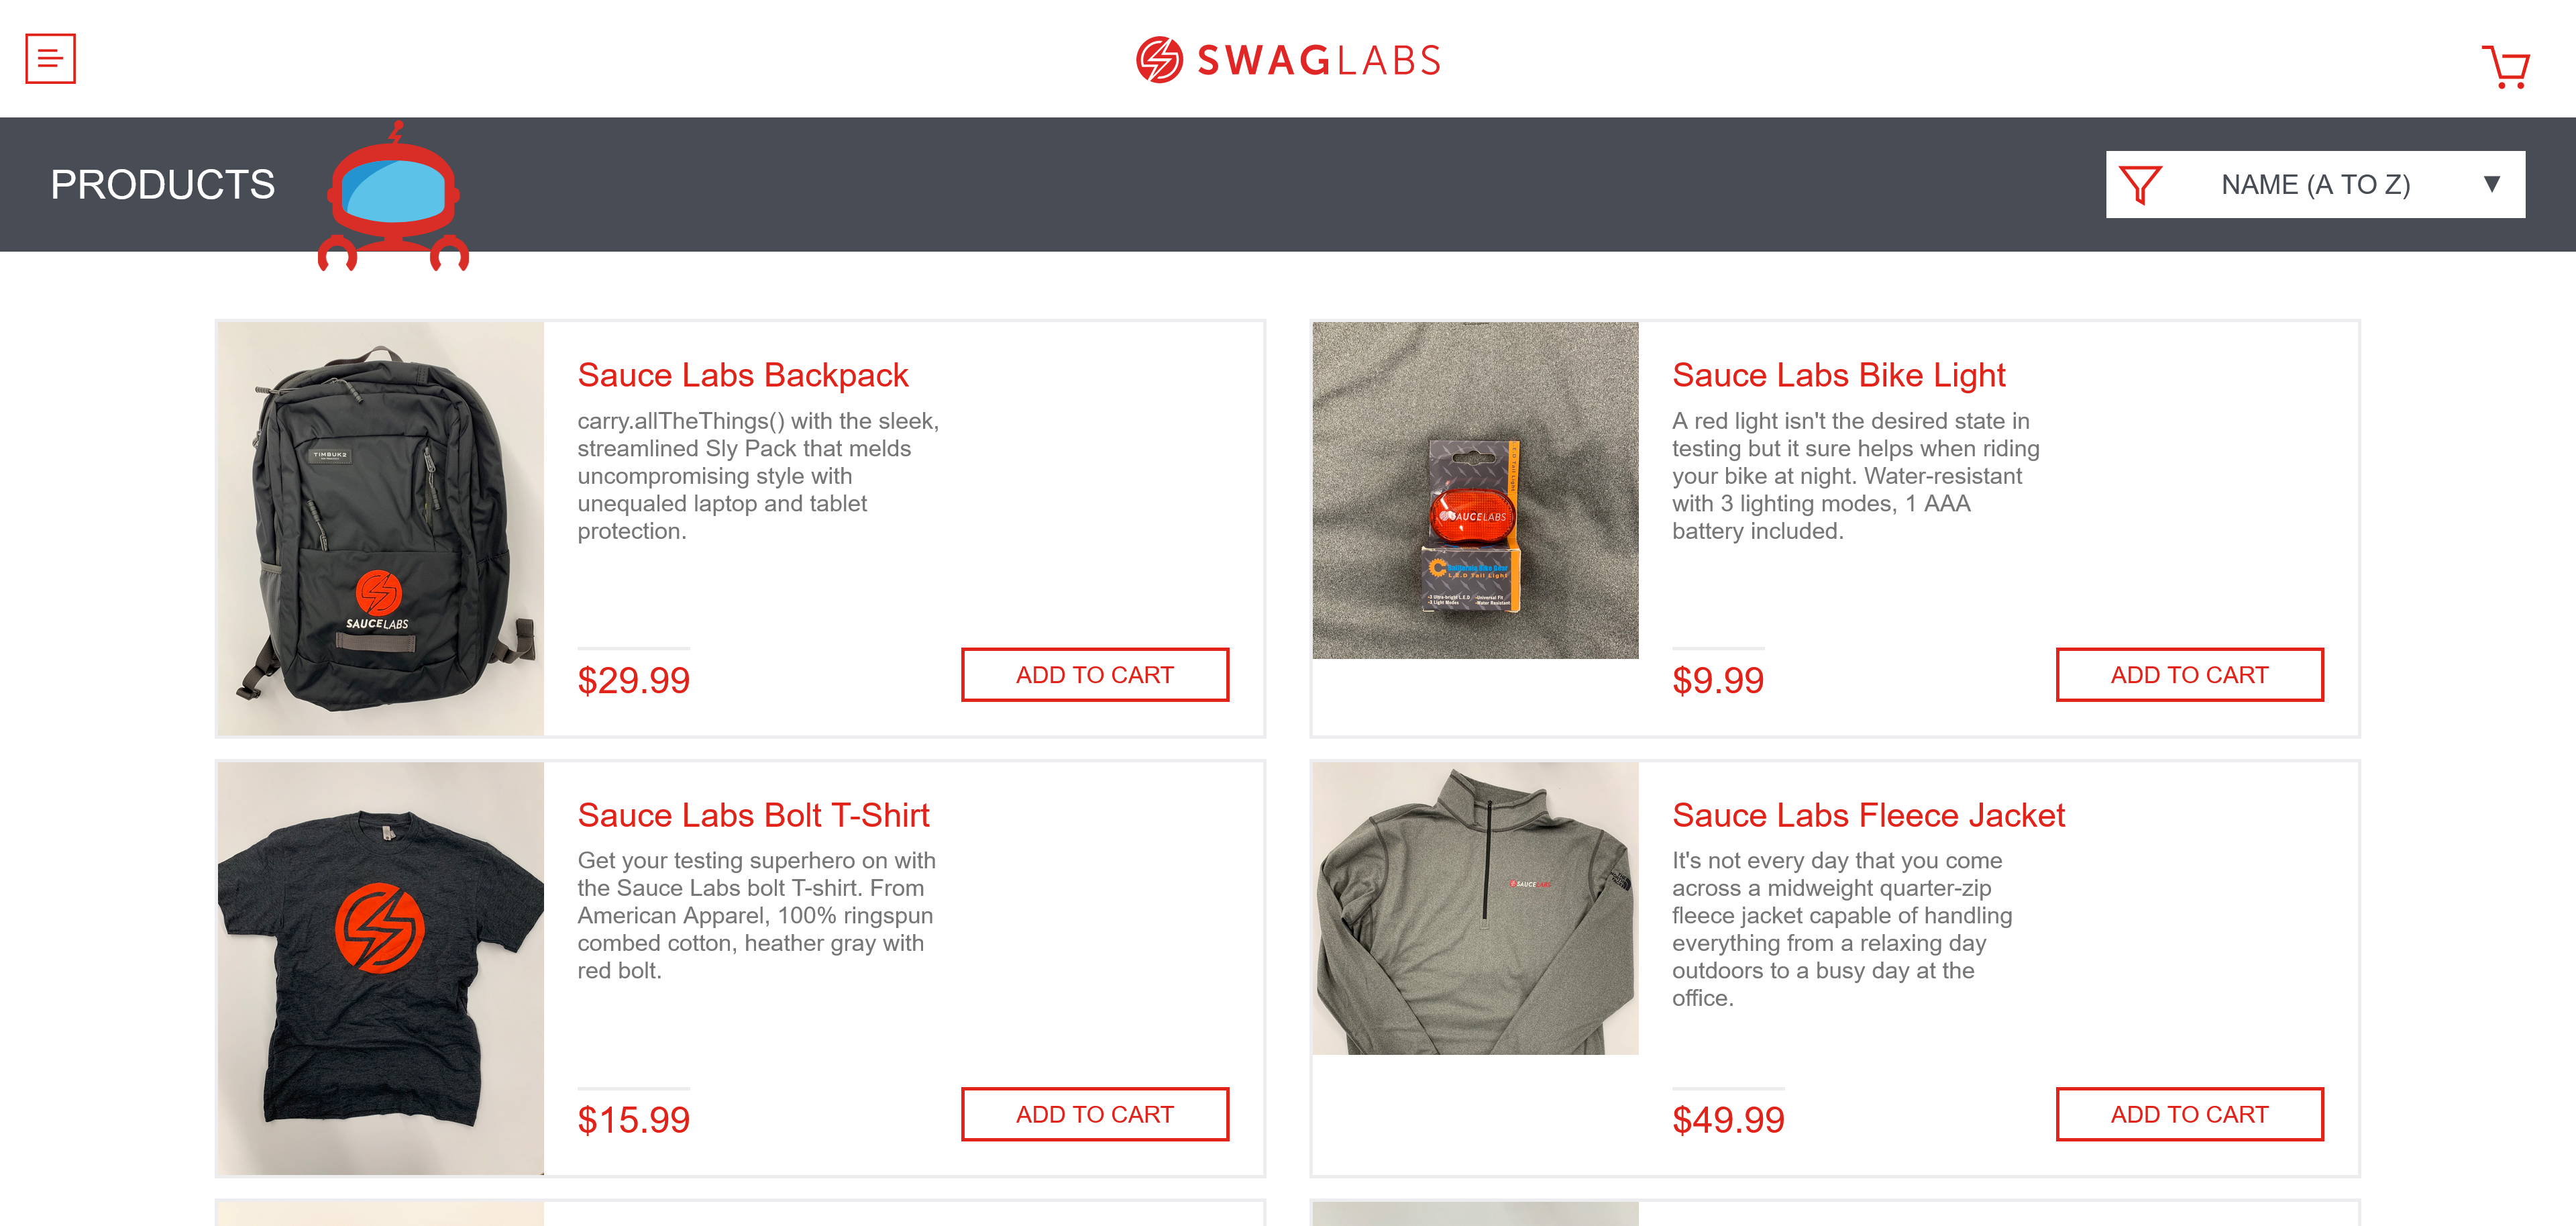 SWAGLABS
PRODUCTS
NAME (A TO Z)
TIMBUK2
SAUCELABS
Sauce Labs Backpack
carry.allTheThings() with the sleek,
streamlined Sly Pack that melds
uncompromising style with
unequaled laptop and tablet
protection.
$29.99
ADD TO CART
SAUCELABS
California Bike Gear
L.E.D Tail Light
Sauce Labs Bike Light
A red light isn't the desired state in
testing but it sure helps when riding
your bike at night. Water-resistant
with 3 lighting modes, 1 AAA
battery included.
$9.99
ADD TO CART
Sauce Labs Bolt T-Shirt
Get your testing superhero on with
the Sauce Labs bolt T-shirt. From
American Apparel, 100% ringspun
combed cotton, heather gray with
red bolt.
$15.99
ADD TO CART
SAUCELABS
Sauce Labs Fleece Jacket
It's not every day that you come
across a midweight quarter-zip
fleece jacket capable of handling
everything from a relaxing day
outdoors to a busy day at the
office.
$49.99
ADD TO CART